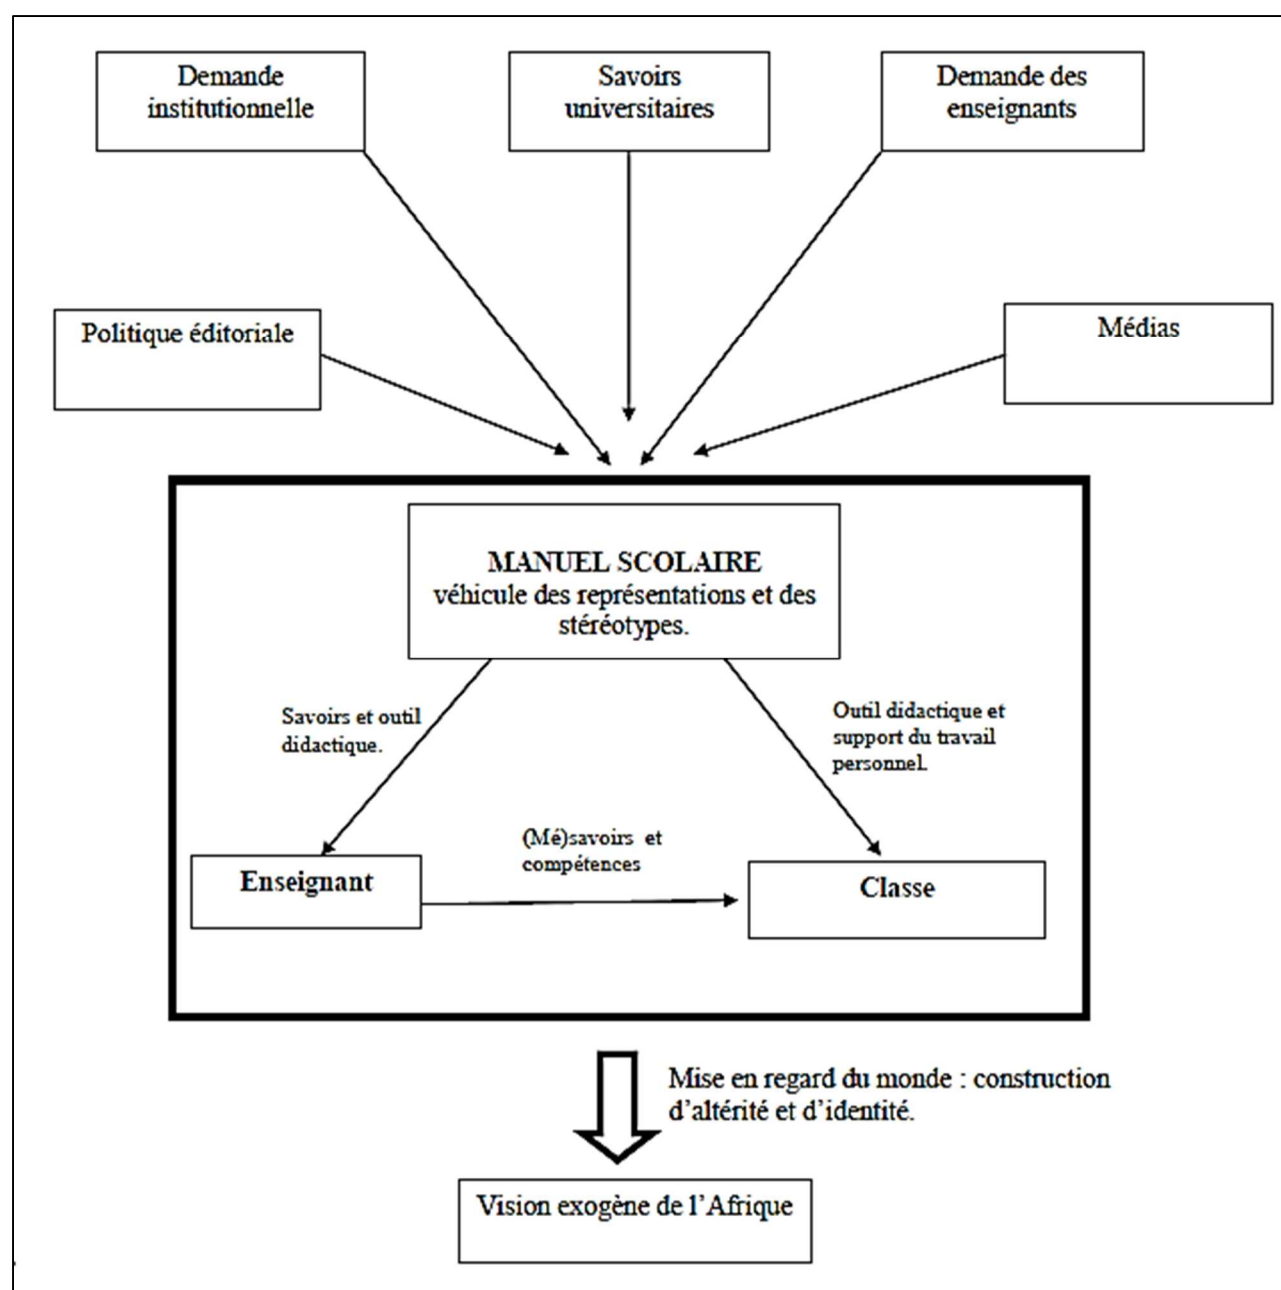 Demande
institutionnelle
Savoirs
universitaires
Demande des
enseignants
Politique éditoriale
Médias
MANUEL SCOLAIRE
véhicule des représentations et des
stéréotypes.
Savoirs et outil
didactique.
Outil didactique et
support du travail
personnel.
(Mé)savoirs et
compétences
Enseignant
Classe
Mise en regard du monde : construction
d’altérité et d’identité.
Vision exogène de l’Afrique